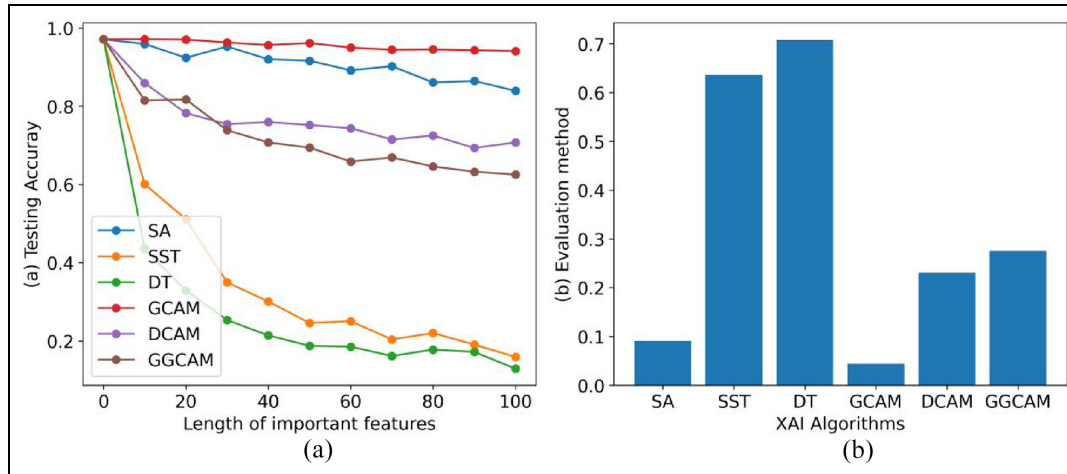 1.0
0.8
0.6
0.4
0.2
(a) Testing Accuray
SA
SST
DT
GCAM
DCAM
GGCAM
0 20 40 60 80 100
Length of important features
(a)
0.7
0.6
0.5
0.4
0.3
0.2
0.1
0.0
(b) Evaluation method
SA SST DT GCAM DCAM GGCAM
XAI Algorithms
(b)